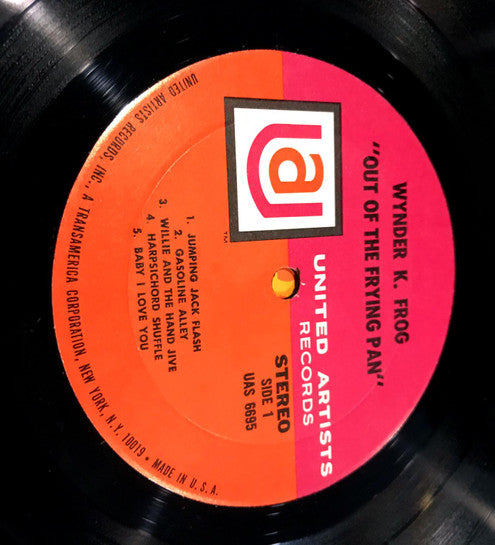 WYNDER K. FROG
"OUT OF THE FRYING PAN"
ua
TM
UNITED ARTISTS
RECORDS
STEREO
SIDE 1
UAS 6695
1. JUMPING JACK FLASH
2. GASOLINE ALLEY
3. WILLIE AND THE HAND JIVE
4. HARPSICHORD SHUFFLE
5. BABY I LOVE YOU
UNITED ARTISTS RECORDS, INC., A TRANSAMERICA CORPORATION, NEW YORK, N.Y. 10019 • MADE IN U.S.A.